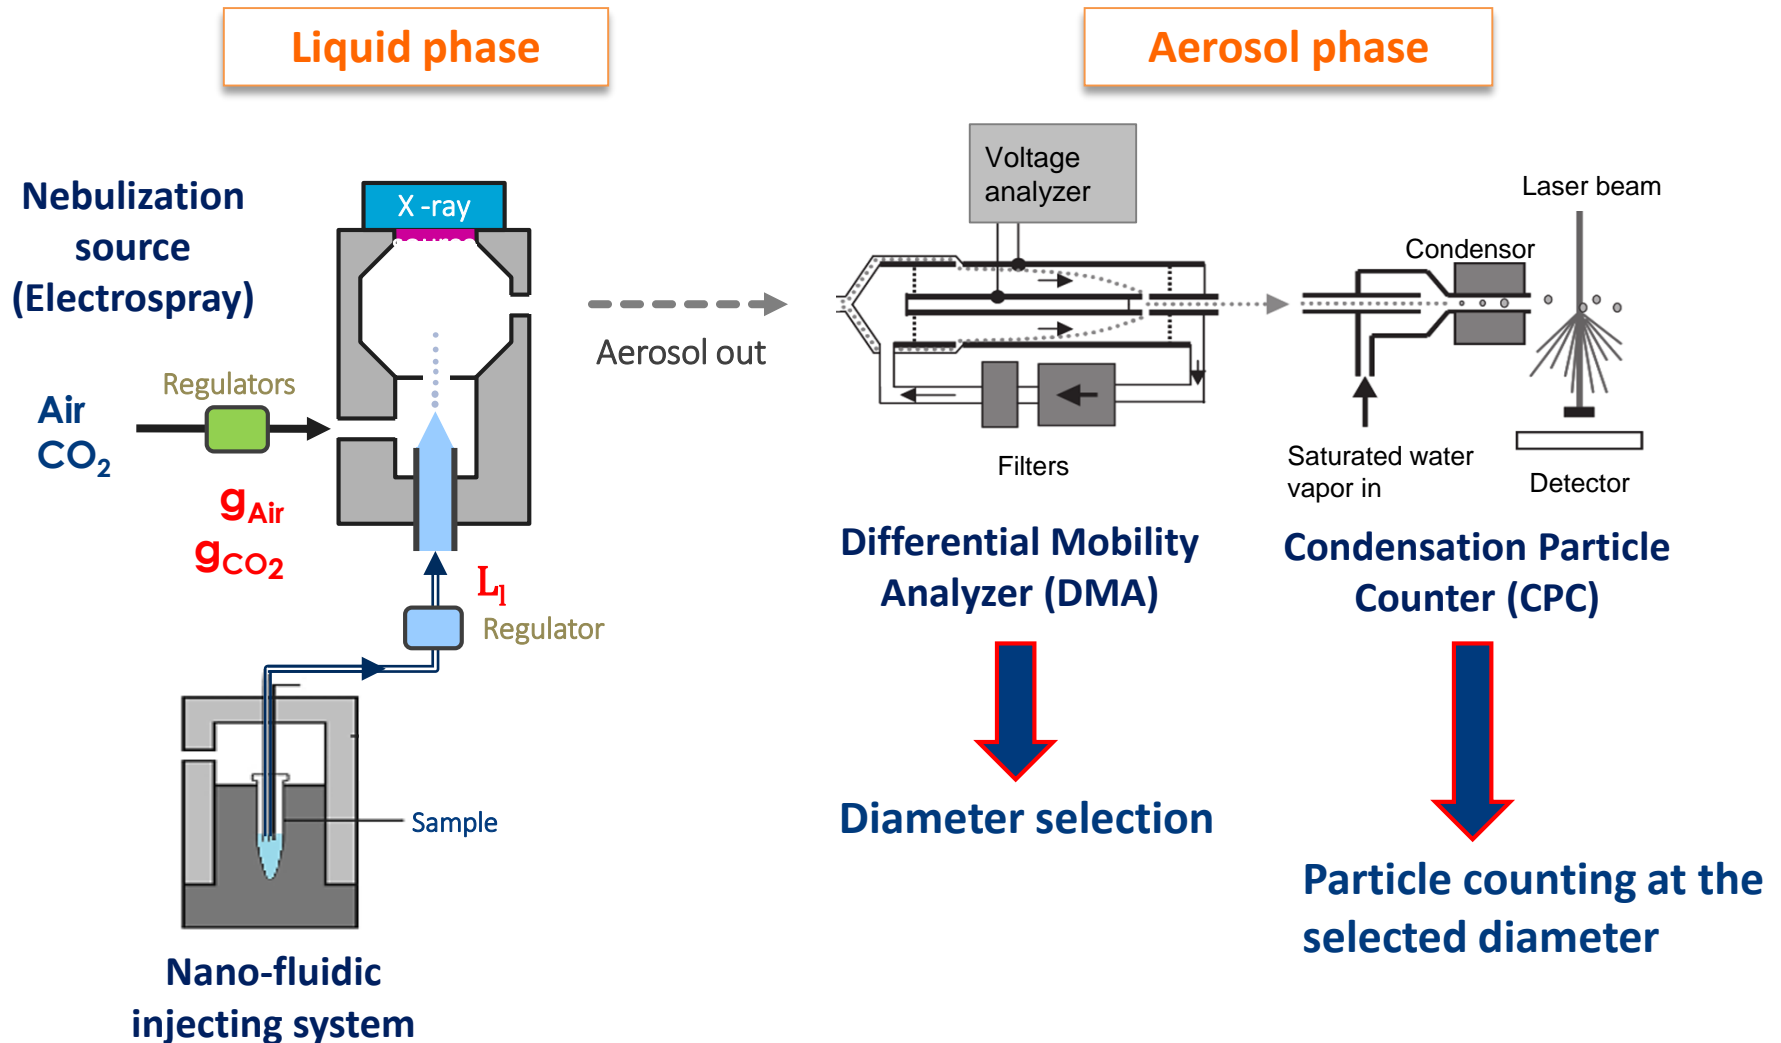 Liquid phase
Aerosol phase
Nebulization
source
(Electrospray)
X -ray
Air
CO2
Regulators
gAir
gCO2
Ll
Regulator
Sample
Nano-fluidic
injecting system
Aerosol out
Voltage
analyzer
Filters
Differential Mobility
Analyzer (DMA)
Diameter selection
Laser beam
Condensor
Saturated water
vapor in
Detector
Condensation Particle
Counter (CPC)
Particle counting at the
selected diameter